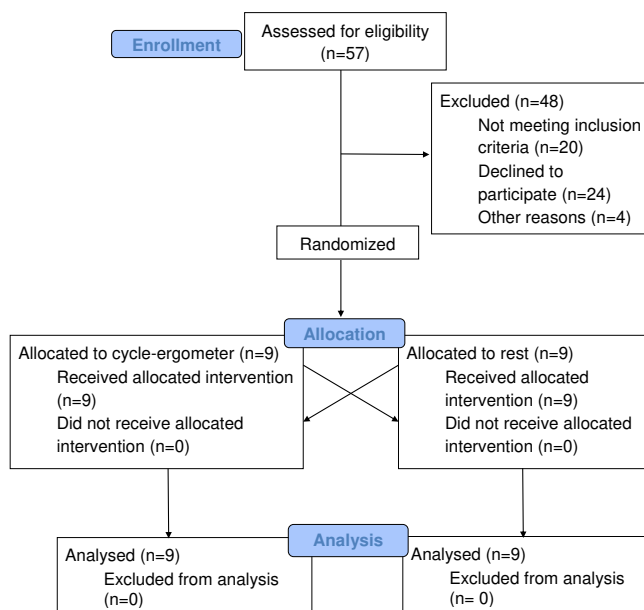 Enrollment
Assessed for eligibility
(n=57)
Excluded (n=48)
Not meeting inclusion
criteria (n=20)
Declined to
participate (n=24)
Other reasons (n=4)
Randomized
Allocation
Allocated to cycle-ergometer (n=9)
Received allocated intervention
(n=9)
Did not receive allocated
intervention (n=0)
Allocated to rest (n=9)
Received allocated
intervention (n=9)
Did not receive allocated
intervention (n=0)
Analysis
Analysed (n=9)
Excluded from analysis
(n=0)
Analysed (n=9)
Excluded from analysis
(n= 0)